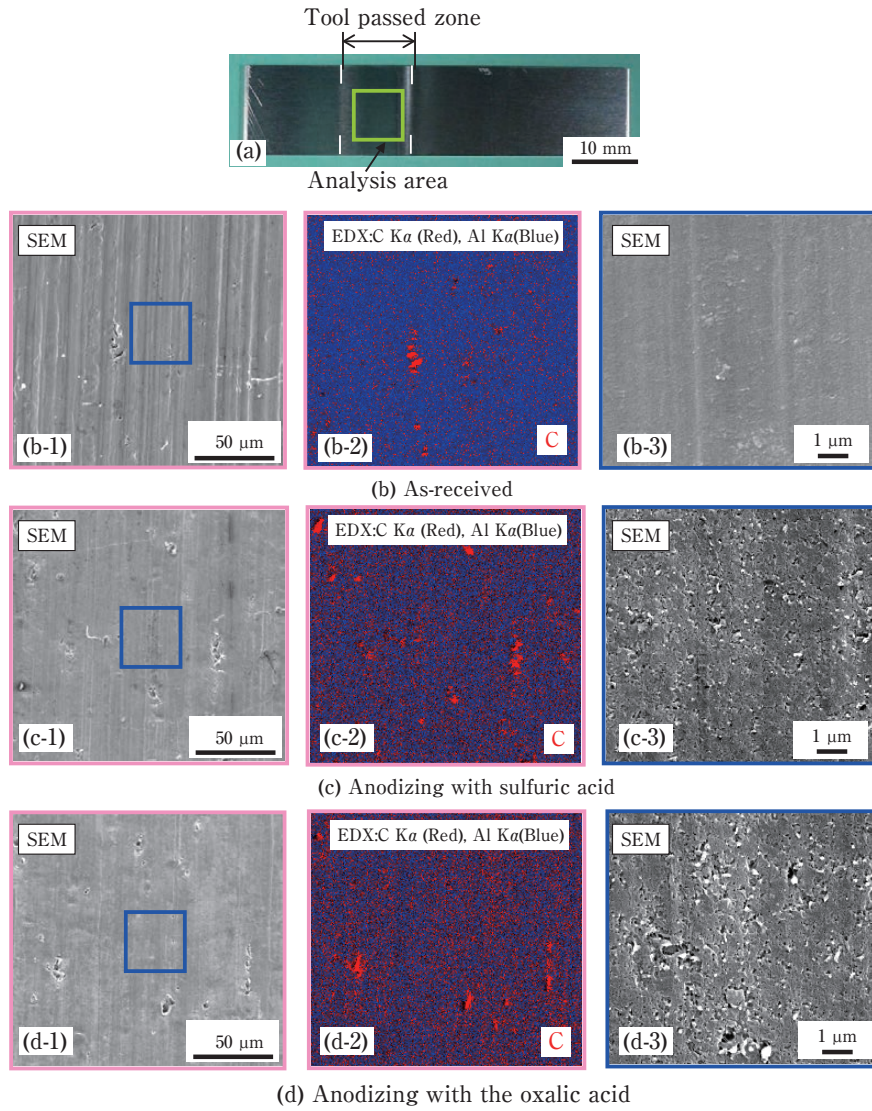 Tool passed zone
(a)
10 mm
Analysis area
SEM
(b-1)
50 μm
EDX:C Kα (Red), Al Kα(Blue)
(b-2)
C
SEM
(b-3)
1 μm
(b) As-received
SEM
(c-1)
50 μm
EDX:C Kα (Red), Al Kα(Blue)
(c-2)
C
SEM
(c-3)
1 μm
(c) Anodizing with sulfuric acid
SEM
(d-1)
50 μm
EDX:C Kα (Red), Al Kα(Blue)
(d-2)
C
SEM
(d-3)
1 μm
(d) Anodizing with the oxalic acid